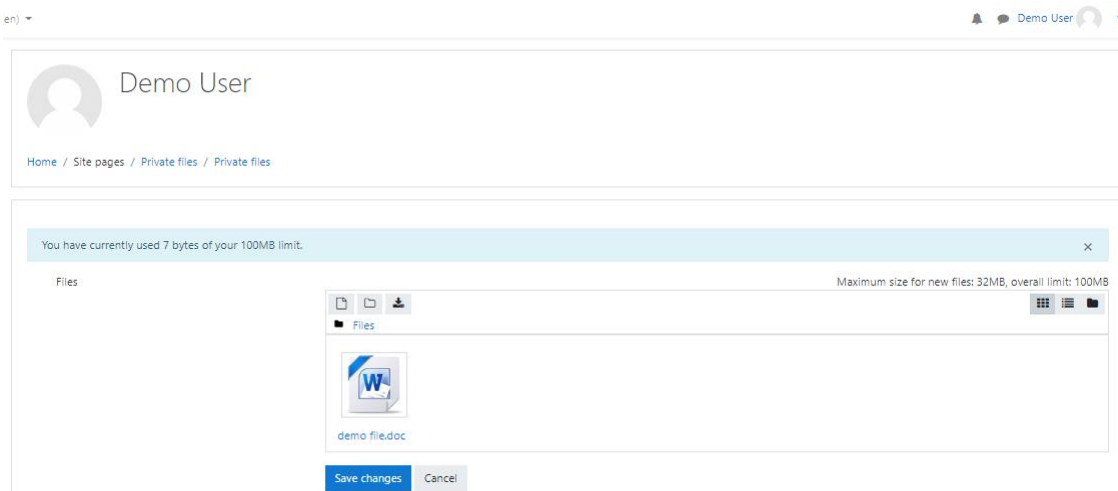 en)
Demo User
Demo User
Home / Site pages / Private files / Private files
You have currently used 7 bytes of your 100MB limit.
×
Files
Maximum size for new files: 32MB, overall limit: 100MB
Files
W
demo file.doc
Save changes Cancel